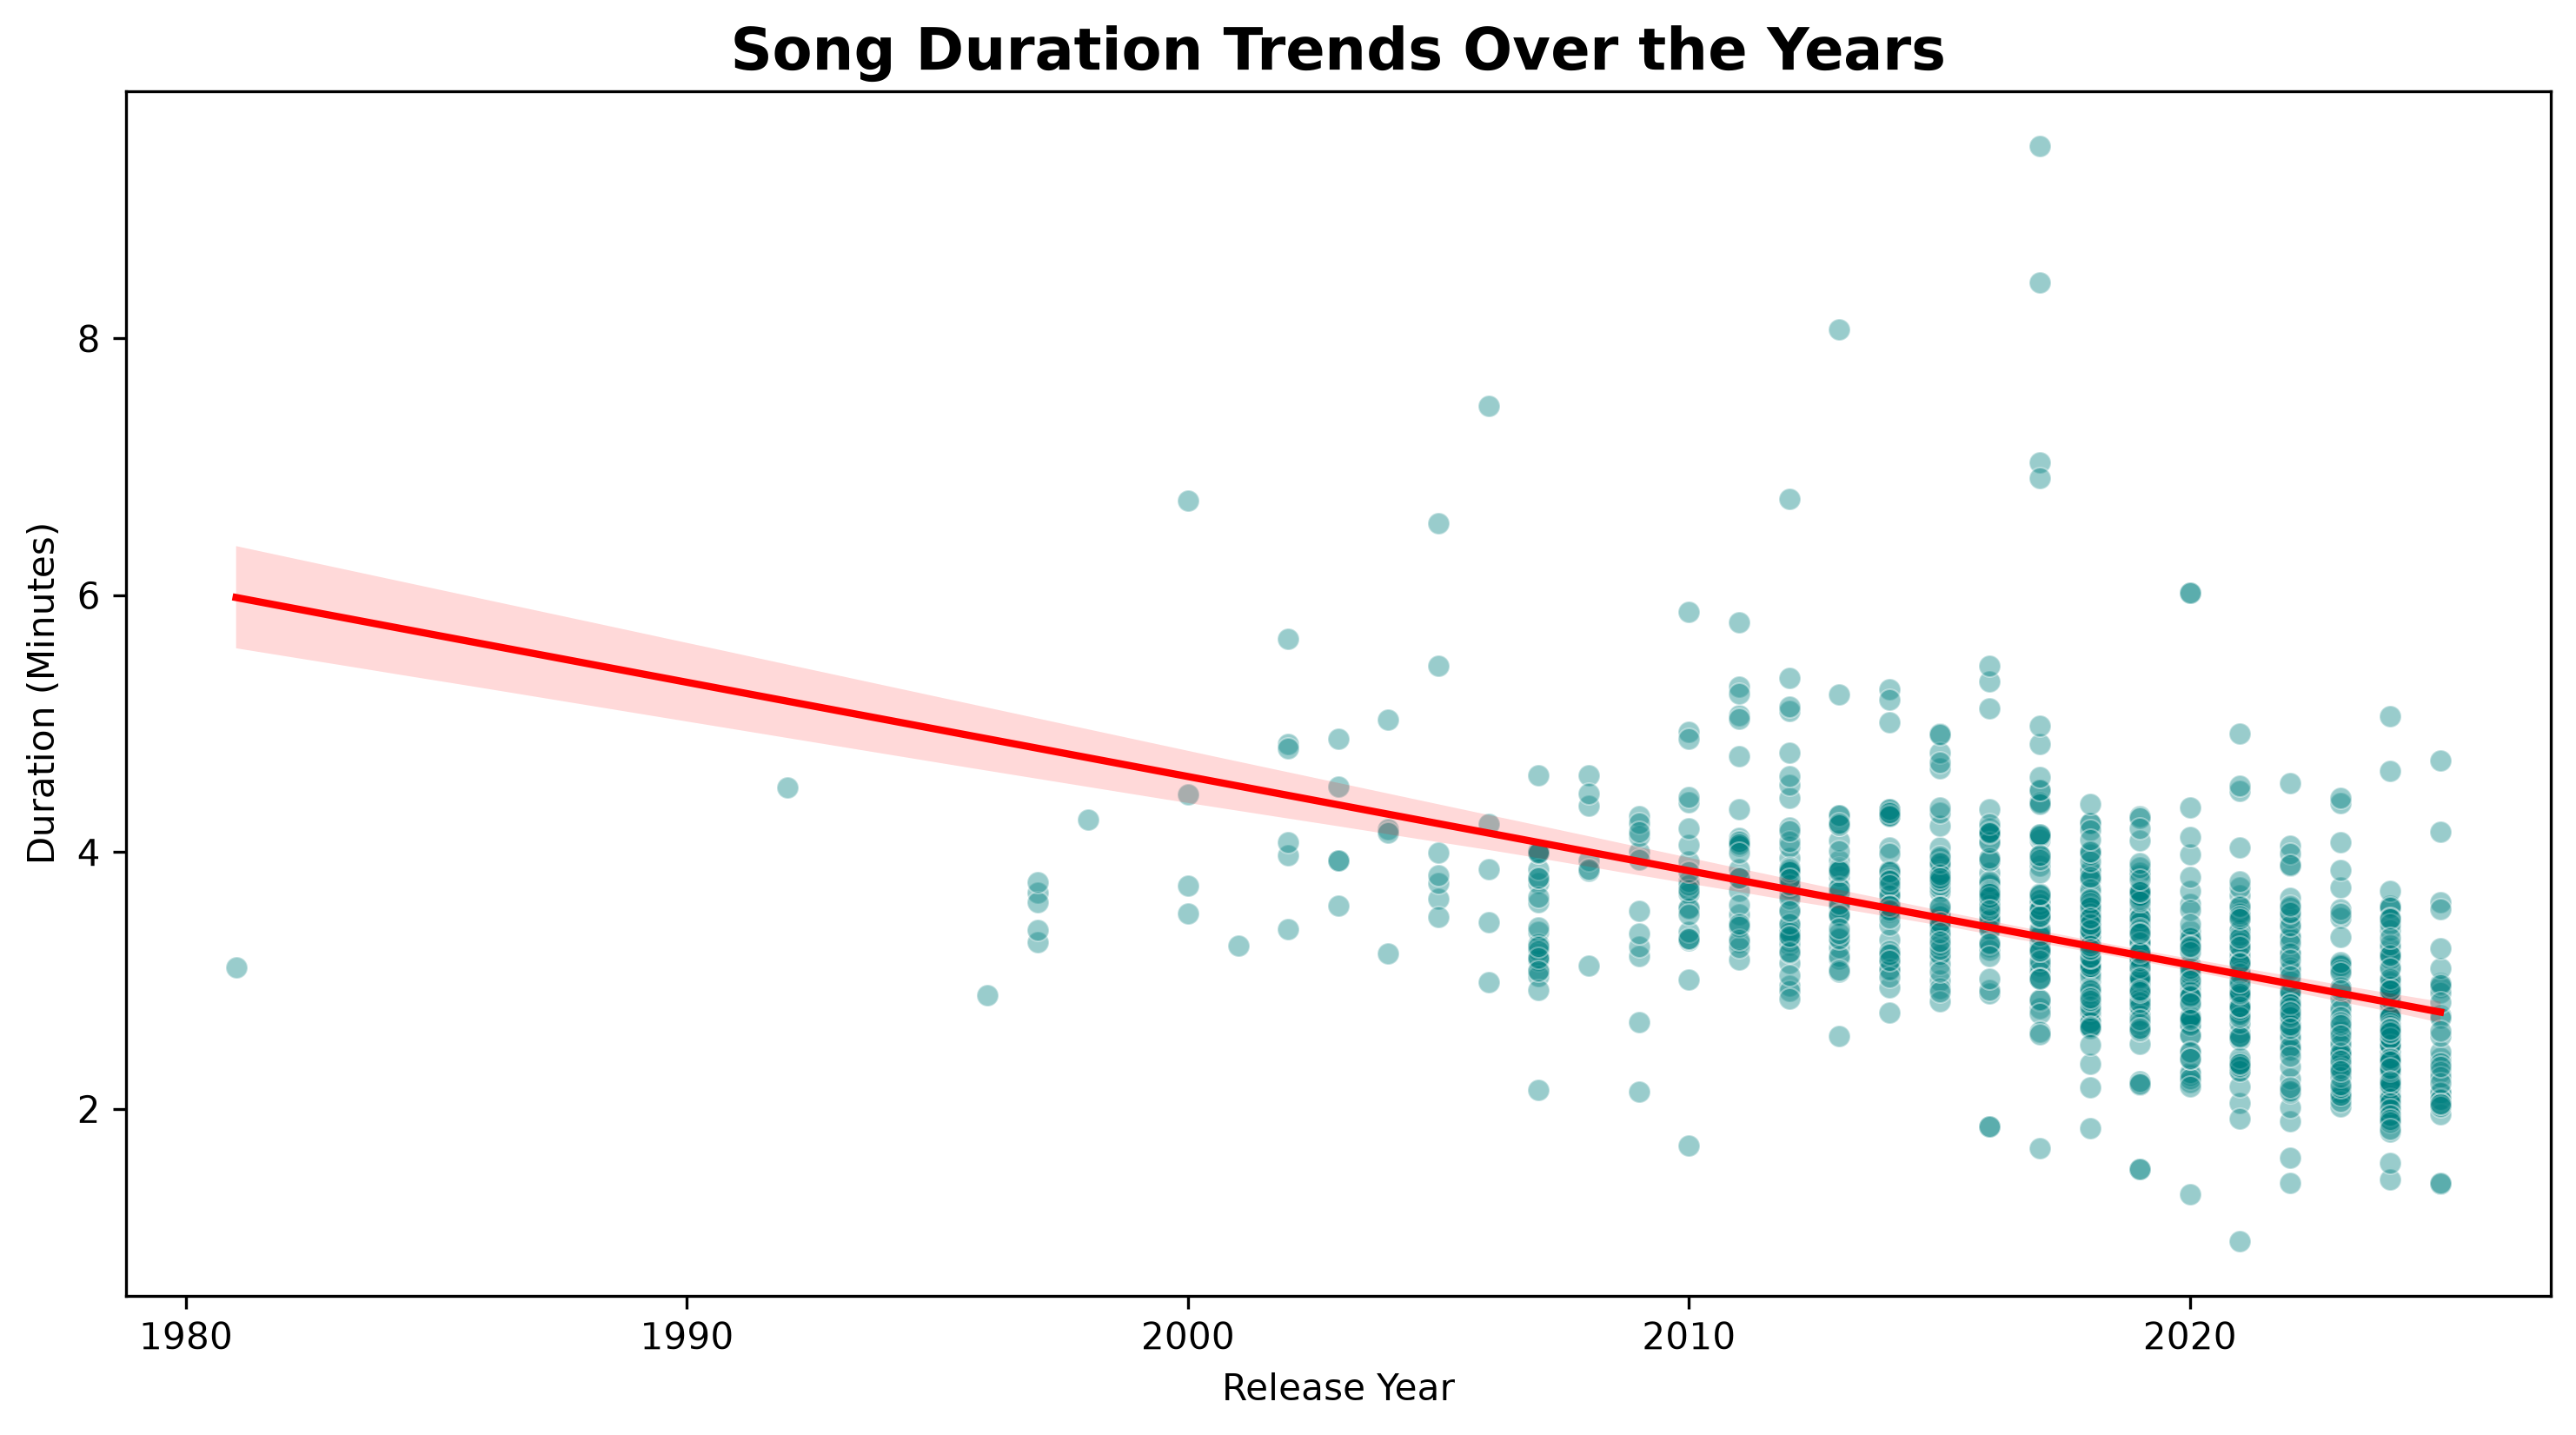 Song Duration Trends Over the Years
8
6
4
2
Duration (Minutes)
1980 1990 2000 2010 2020
Release Year